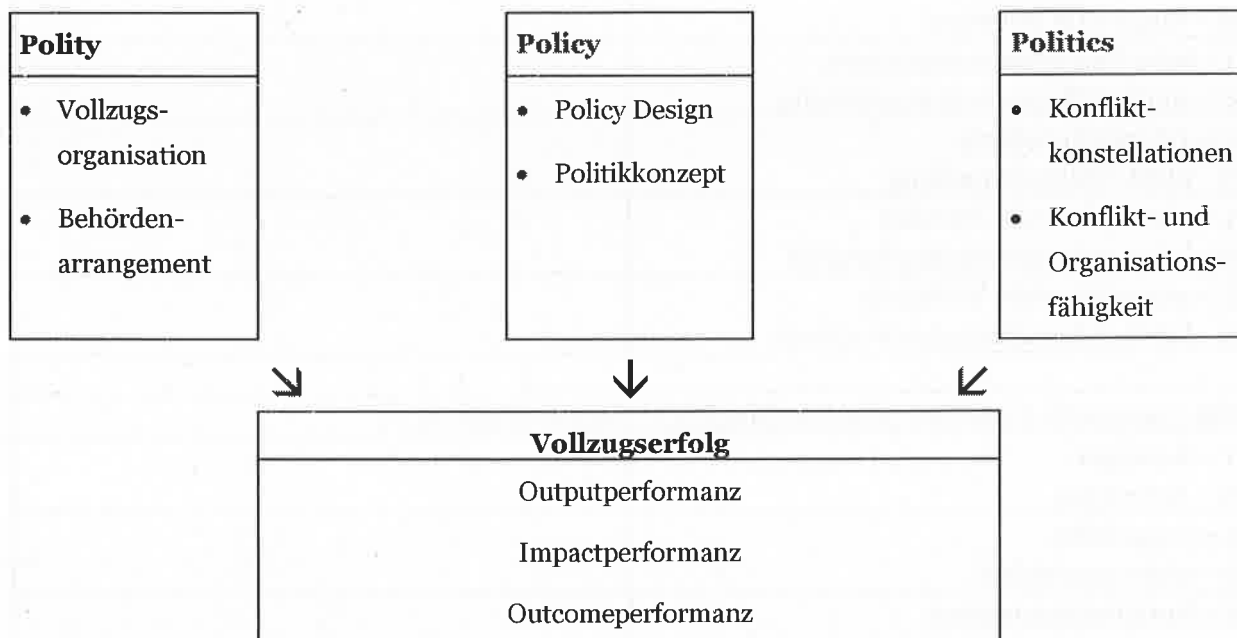 Polity
Vollzugs-
organisation
Behörden-
arrangement
Policy
Policy Design
Politikkonzept
Politics
Konflikt-
konstellationen
Konflikt- und
Organisations-
fähigkeit
Vollzugserfolg
Outputperformanz
Impactperformanz
Outcomeperformanz